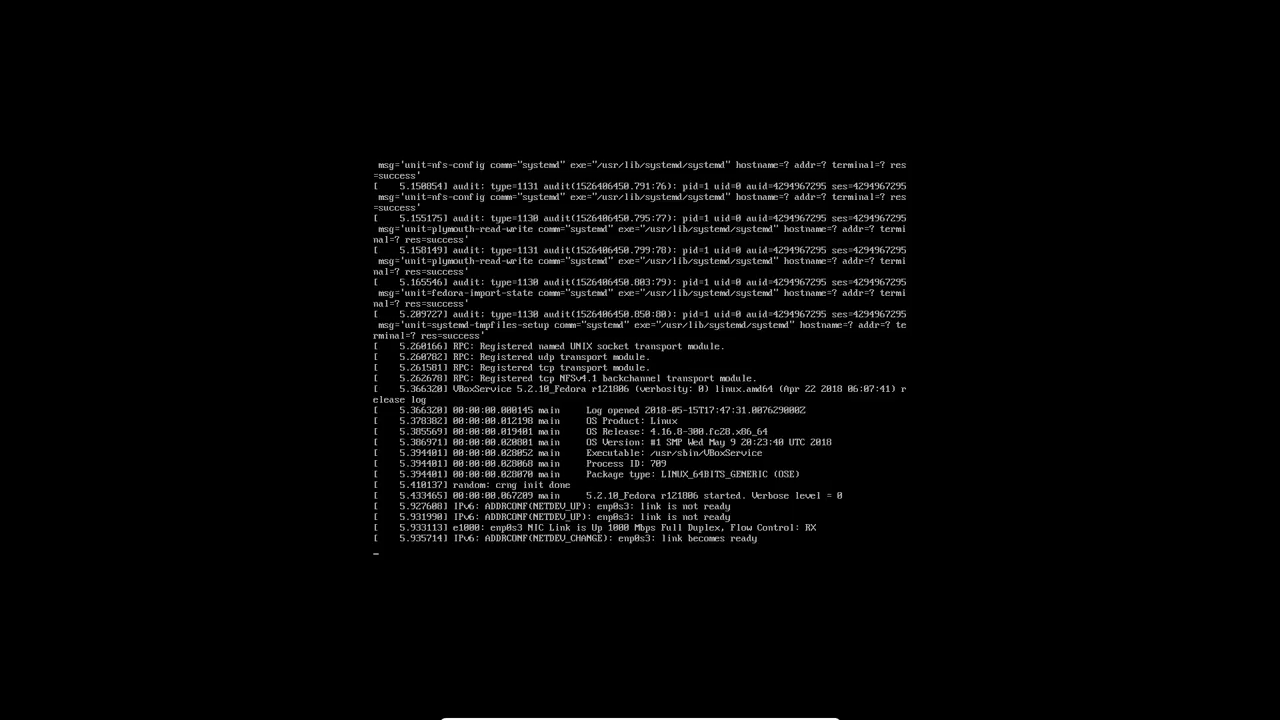 msg='unit=nfs-config comm="systemd" exe="/usr/lib/systemd/systemd" hostname=? addr=? terminal=? res
=success'
[    5.150854] audit: type=1131 audit(1526406450.791:76): pid=1 uid=0 auid=4294967295 ses=4294967295
 msg='unit=nfs-config comm="systemd" exe="/usr/lib/systemd/systemd" hostname=? addr=? terminal=? res
=success'
[    5.155175] audit: type=1130 audit(1526406450.795:77): pid=1 uid=0 auid=4294967295 ses=4294967295
 msg='unit=plymouth-read-write comm="systemd" exe="/usr/lib/systemd/systemd" hostname=? addr=? termi
nal=? res=success'
[    5.158149] audit: type=1131 audit(1526406450.799:78): pid=1 uid=0 auid=4294967295 ses=4294967295
 msg='unit=plymouth-read-write comm="systemd" exe="/usr/lib/systemd/systemd" hostname=? addr=? termi
nal=? res=success'
[    5.165546] audit: type=1130 audit(1526406450.803:79): pid=1 uid=0 auid=4294967295 ses=4294967295
 msg='unit=fedora-import-state comm="systemd" exe="/usr/lib/systemd/systemd" hostname=? addr=? termi
nal=? res=success'
[    5.209727] audit: type=1130 audit(1526406450.850:80): pid=1 uid=0 auid=4294967295 ses=4294967295
 msg='unit=systemd-tmpfiles-setup comm="systemd" exe="/usr/lib/systemd/systemd" hostname=? addr=? te
rminal=? res=success'
[    5.260166] RPC: Registered named UNIX socket transport module.
[    5.260782] RPC: Registered udp transport module.
[    5.261581] RPC: Registered tcp transport module.
[    5.262678] RPC: Registered tcp NFSv4.1 backchannel transport module.
[    5.366320] VBoxService 5.2.10_Fedora r121806 (verbosity: 0) linux.amd64 (Apr 22 2018 06:07:41) r
elease log
[    5.366320] 00:00:00.000145 main     Log opened 2018-05-15T17:47:31.007629000Z
[    5.378382] 00:00:00.012198 main     OS Product: Linux
[    5.385569] 00:00:00.019401 main     OS Release: 4.16.8-300.fc28.x86_64
[    5.386971] 00:00:00.020801 main     OS Version: #1 SMP Wed May 9 20:23:40 UTC 2018
[    5.394401] 00:00:00.028052 main     Executable: /usr/sbin/VBoxService
[    5.394401] 00:00:00.028068 main     Process ID: 709
[    5.394401] 00:00:00.028070 main     Package type: LINUX_64BITS_GENERIC (OSE)
[    5.410137] random: crng init done
[    5.433465] 00:00:00.067209 main     5.2.10_Fedora r121806 started. Verbose level = 0
[    5.927608] IPv6: ADDRCONF(NETDEV_UP): enp0s3: link is not ready
[    5.931990] IPv6: ADDRCONF(NETDEV_UP): enp0s3: link is not ready
[    5.933113] e1000: enp0s3 NIC Link is Up 1000 Mbps Full Duplex, Flow Control: RX
[    5.935714] IPv6: ADDRCONF(NETDEV_CHANGE): enp0s3: link becomes ready